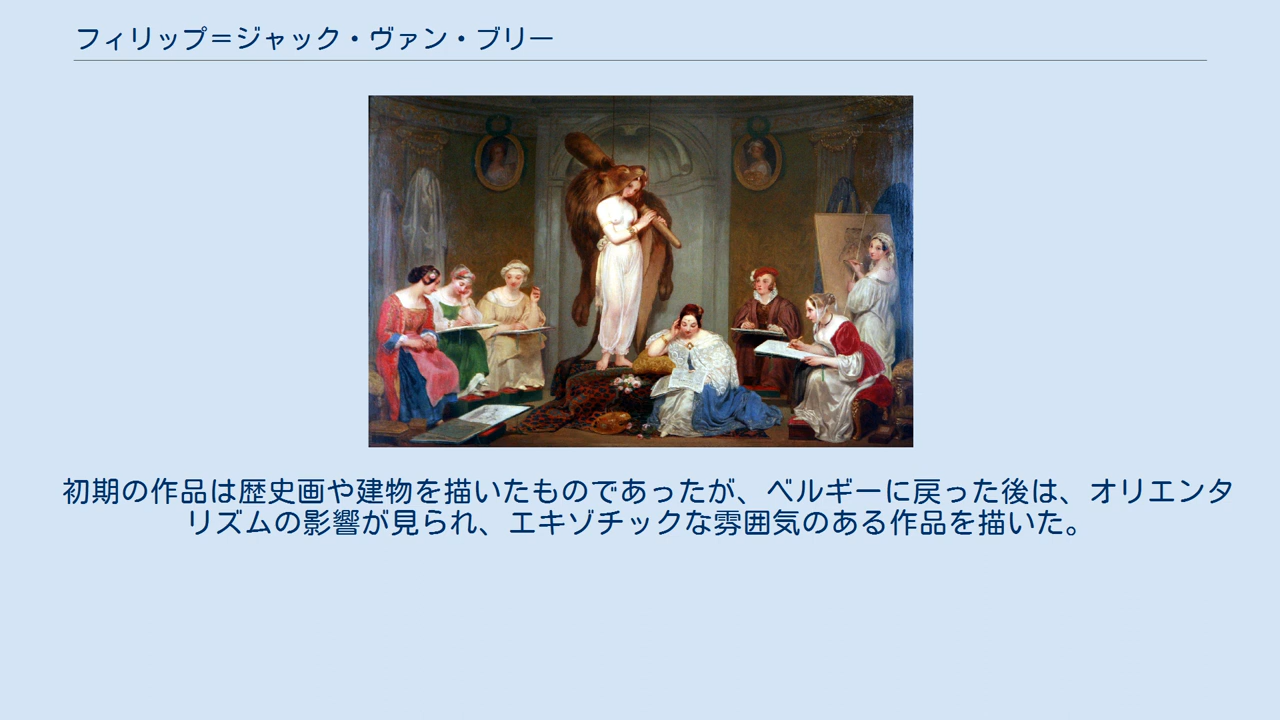 フィリップ＝ジャック・ヴァン・ブリー
初期の作品は歴史画や建物を描いたものであったが、ベルギーに戻った後は、オリエンタ
リズムの影響が見られ、エキゾチックな雰囲気のある作品を描いた。